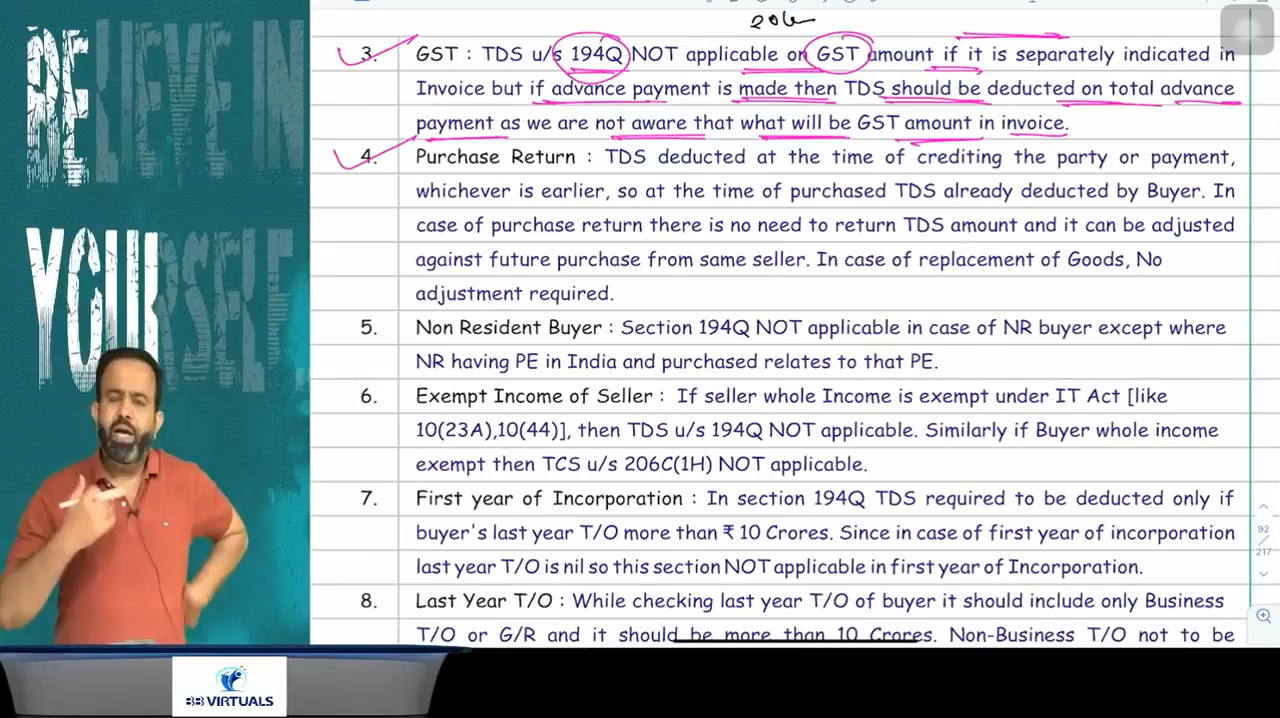 BELIEVE IN
YOURSELF
3. GST : TDS u/s 194Q NOT applicable on GST amount if it is separately indicated in
Invoice but if advance payment is made then TDS should be deducted on total advance
payment as we are not aware that what will be GST amount in invoice.
4. Purchase Return : TDS deducted at the time of crediting the party or payment,
whichever is earlier, so at the time of purchased TDS already deducted by Buyer. In
case of purchase return there is no need to return TDS amount and it can be adjusted
against future purchase from same seller. In case of replacement of Goods, No
adjustment required.
5. Non Resident Buyer : Section 194Q NOT applicable in case of NR buyer except where
NR having PE in India and purchased relates to that PE.
6. Exempt Income of Seller : If seller whole Income is exempt under IT Act [like
10(23A),10(44)], then TDS u/s 194Q NOT applicable. Similarly if Buyer whole income
exempt then TCS u/s 206C(1H) NOT applicable.
7. First year of Incorporation : In section 194Q TDS required to be deducted only if
buyer's last year T/O more than ₹ 10 Crores. Since in case of first year of incorporation
last year T/O is nil so this section NOT applicable in first year of Incorporation.
8. Last Year T/O : While checking last year T/O of buyer it should include only Business
T/O or G/R and it should be more than 10 Crores. Non-Business T/O not to be
92
/
217
BB VIRTUALS